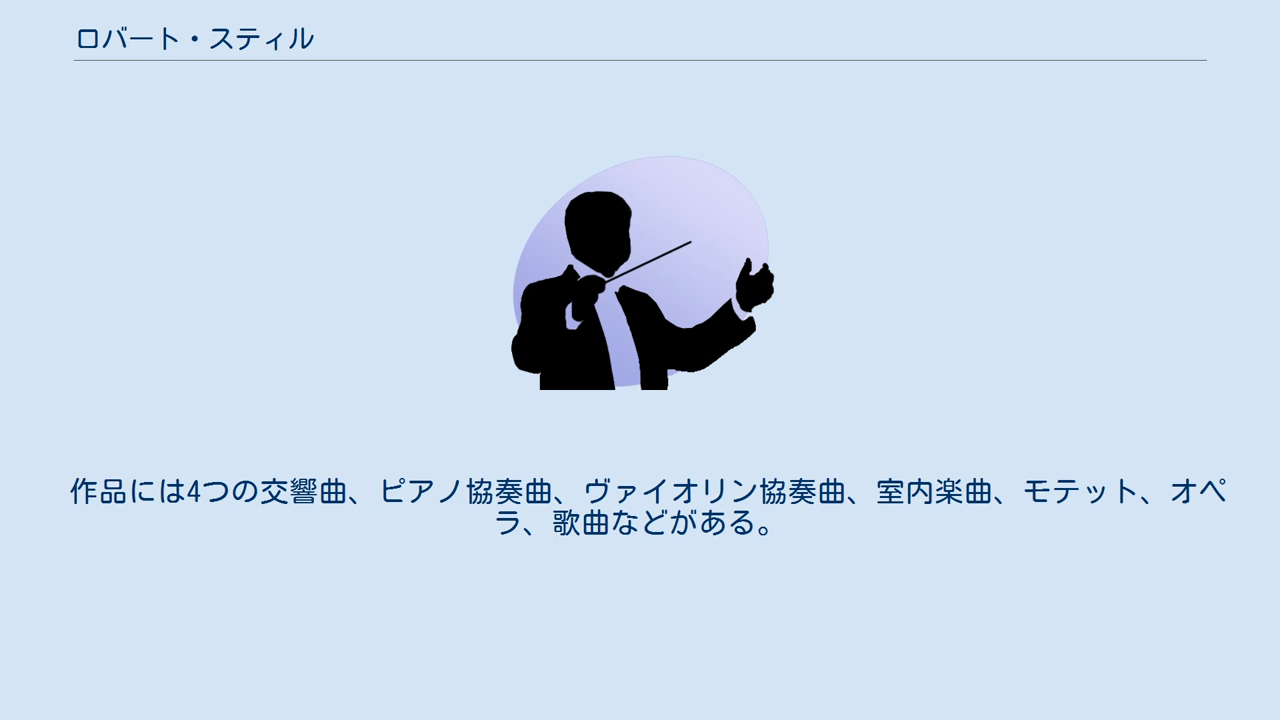 ロバート・スティル
作品には4つの交響曲、ピアノ協奏曲、ヴァイオリン協奏曲、室内楽曲、モテット、オペ
ラ、歌曲などがある。